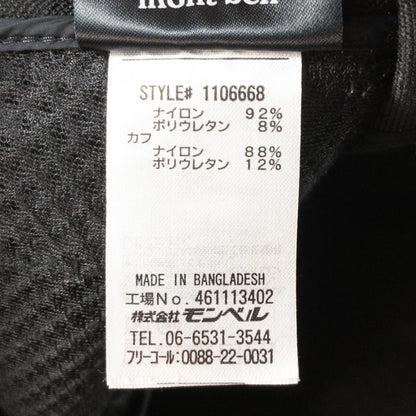 mont-bell
STYLE# 1106668
ナイロン 92%
ポリウレタン 8%
カフ
ナイロン 88%
ポリウレタン 12%
MADE IN BANGLADESH
工場No. 461113402
株式会社 モンベル
TEL. 06-6531-3544
フリーコール:0088-22-0031